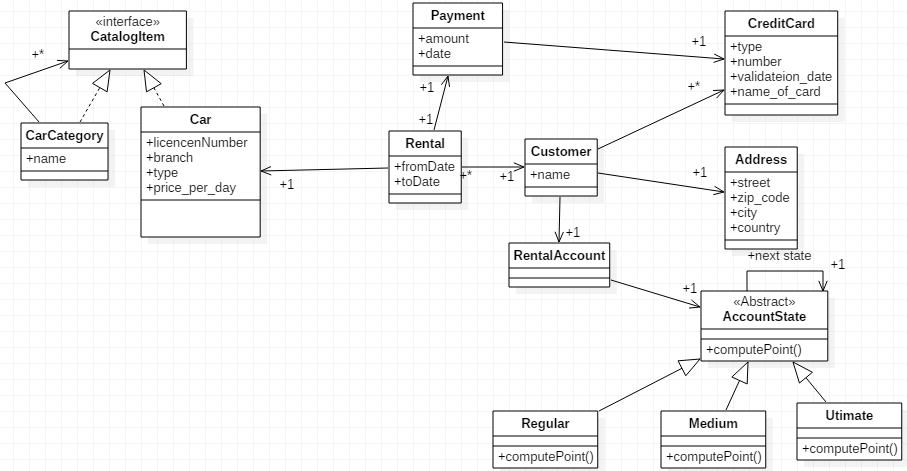 «interface»
CatalogItem
+*
CarCategory
+name
Car
+licencenNumber
+branch
+type
+price_per_day
+1
Payment
+amount
+date
+1
+1
+1
Rental
+fromDate
+toDate
+*
+1
Customer
+name
+*
+1
+1
CreditCard
+type
+number
+validateion_date
+name_of_card
Address
+street
+zip_code
+city
+country
RentalAccount
+1
+next state
+1
«Abstract»
AccountState
+computePoint()
Regular
+computePoint()
Medium
+computePoint()
Utimate
+computePoint()